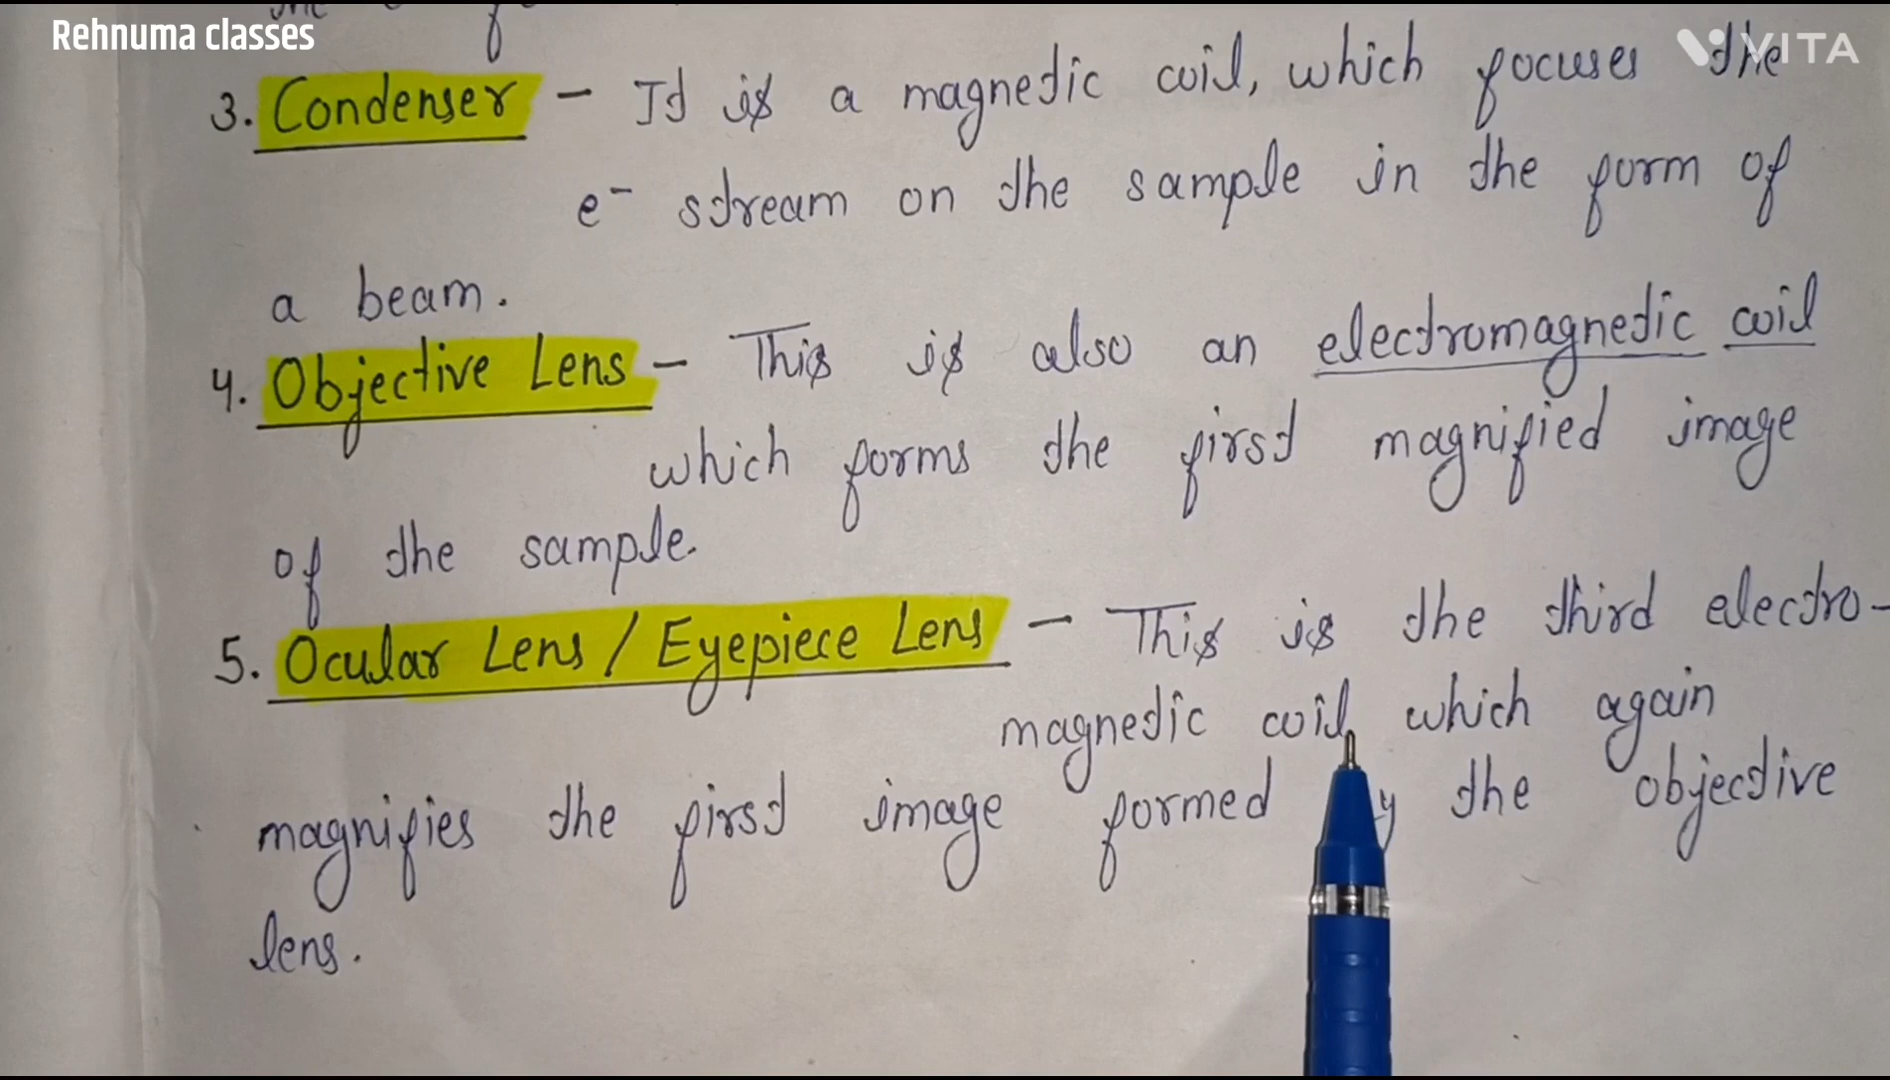 Rehnuma classes
VITA
3. Condenser - It is a magnetic coil, which focuses the
e⁻ stream on the sample in the form of
a beam.
4. Objective Lens - This is also an electromagnetic coil
which forms the first magnified image
of the sample.
5. Ocular Lens / Eyepiece Lens - This is the third electro-
magnetic coil, which again
magnifies the first image formed y the objective
lens.